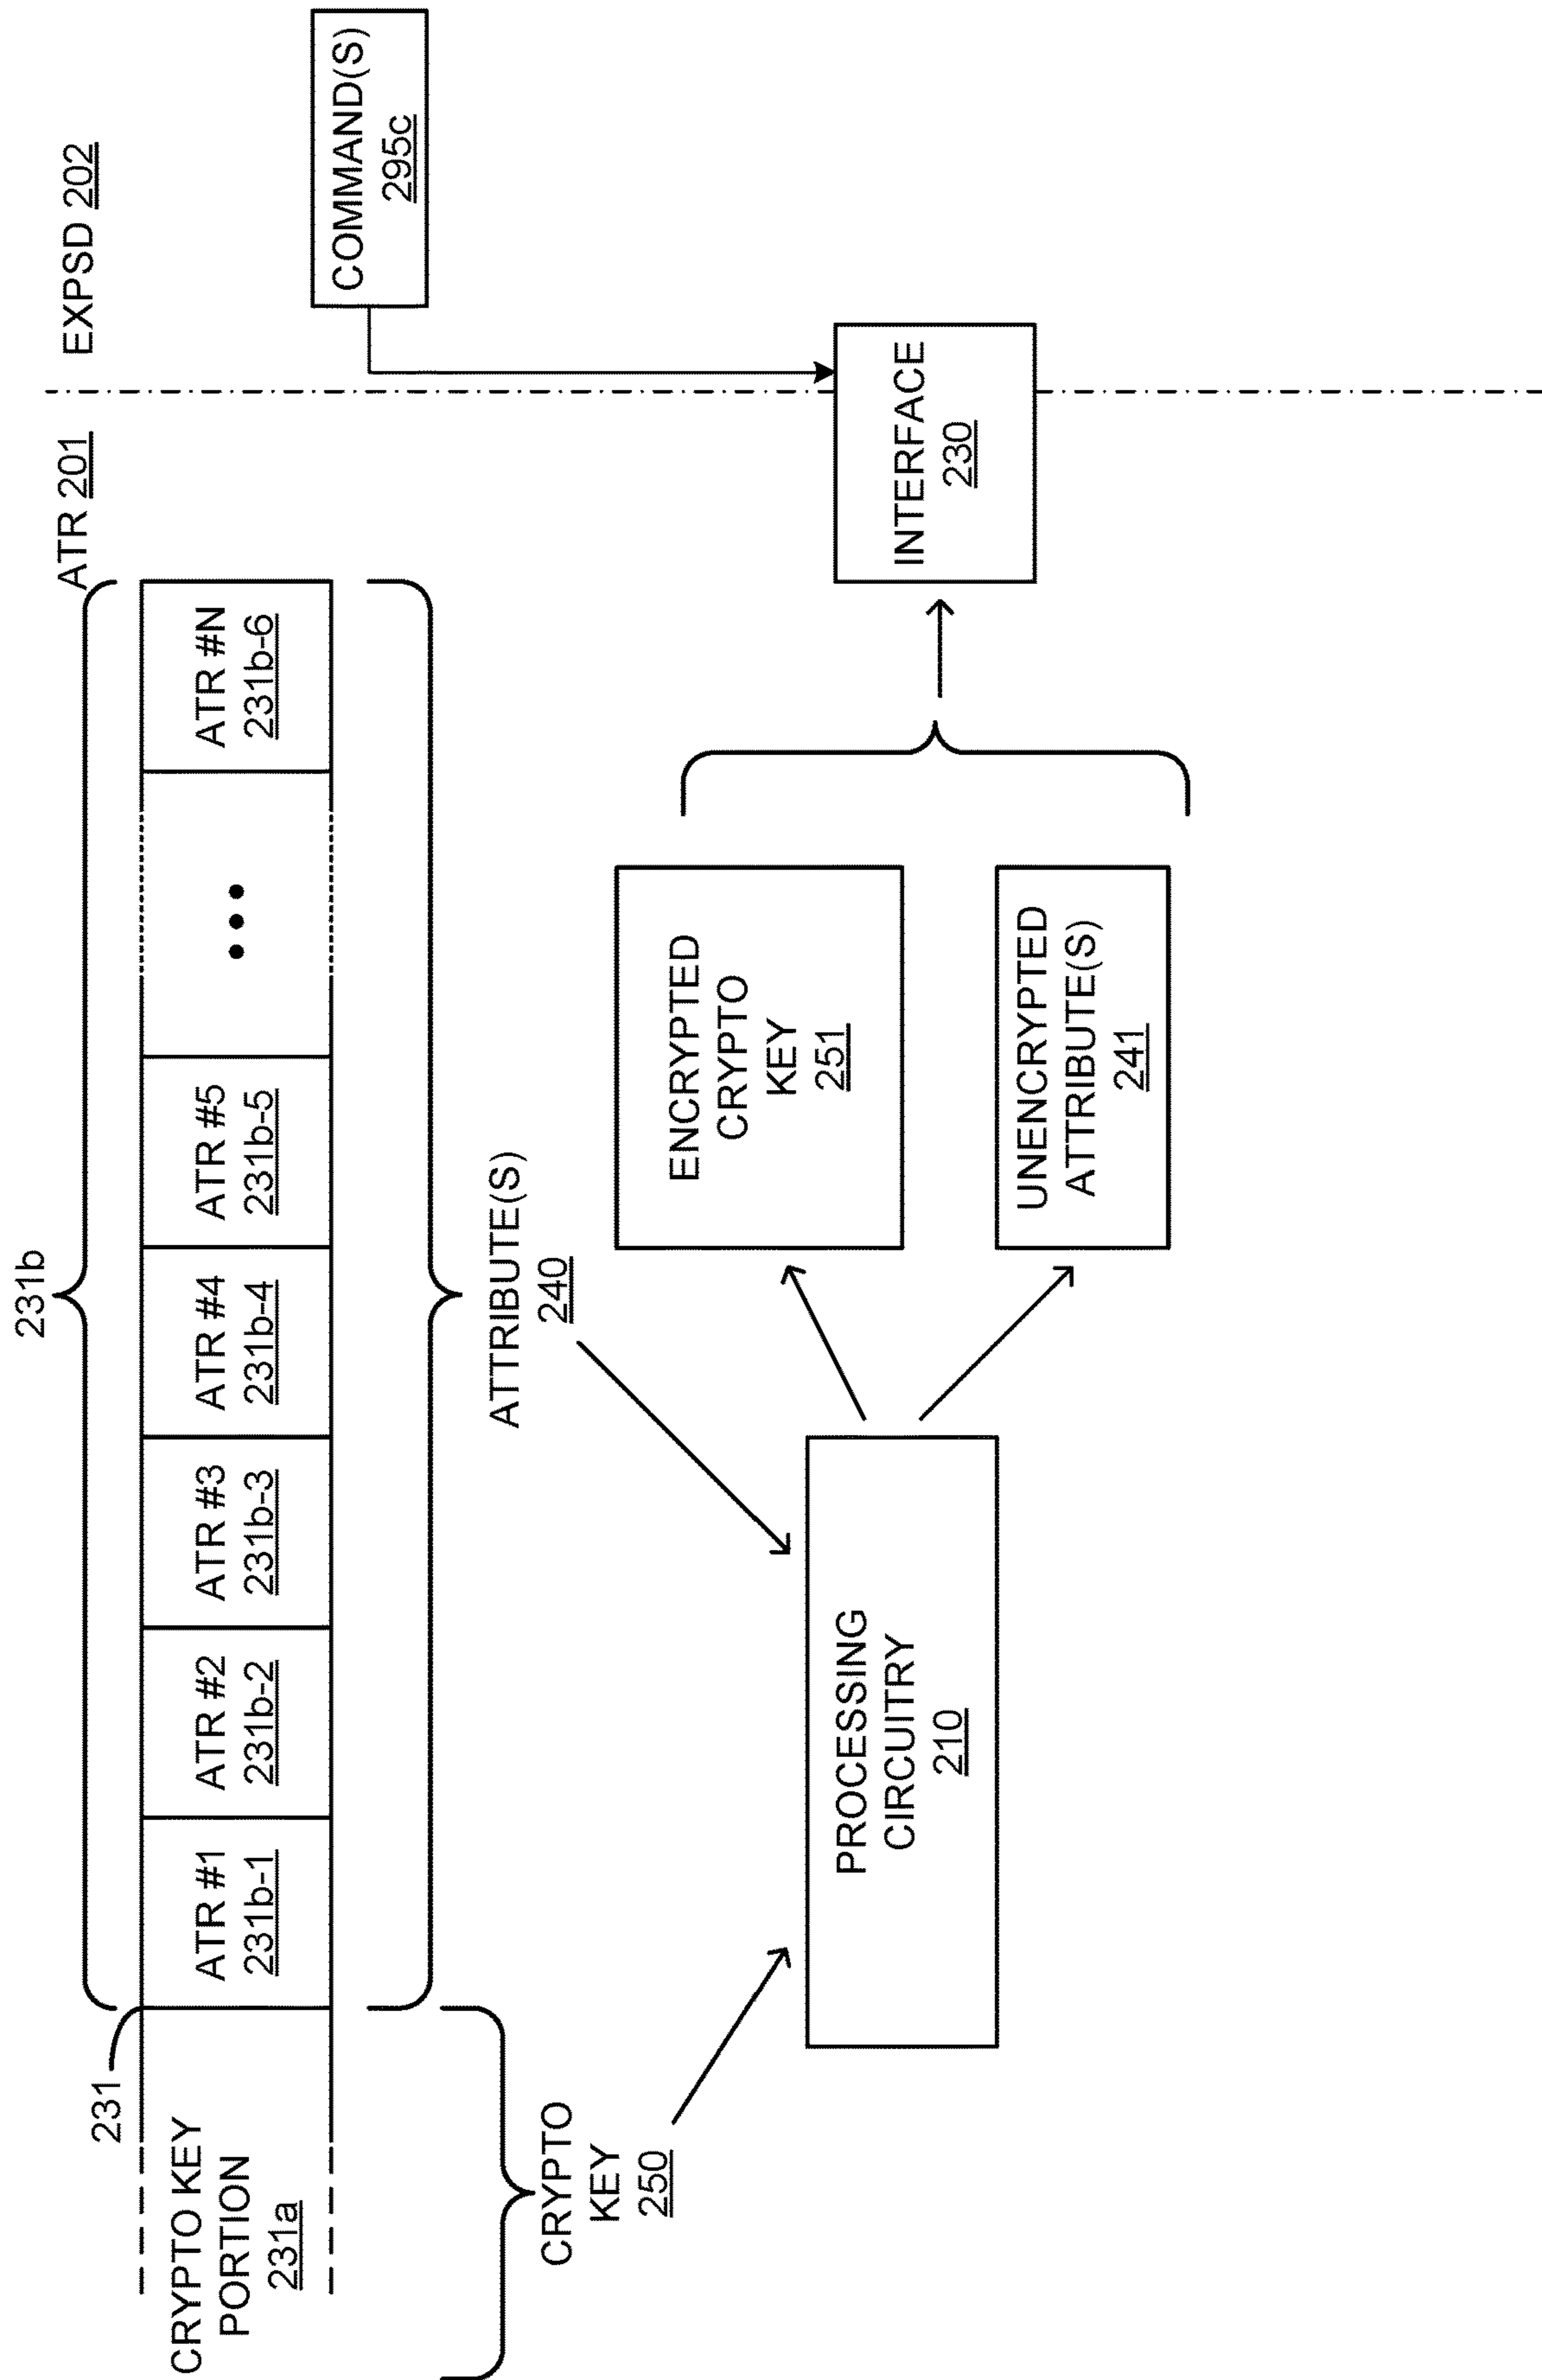 231b
ATR 201
EXPSD 202
231
CRYPTO KEY
PORTION
231a
ATR #1
231b-1
ATR #2
231b-2
ATR #3
231b-3
ATR #4
231b-4
ATR #5
231b-5
•••
ATR #N
231b-6
COMMAND(S)
295c
CRYPTO
KEY
250
ATTRIBUTE(S)
240
PROCESSING
CIRCUITRY
210
ENCRYPTED
CRYPTO
KEY
251
UNENCRYPTED
ATTRIBUTE(S)
241
INTERFACE
230